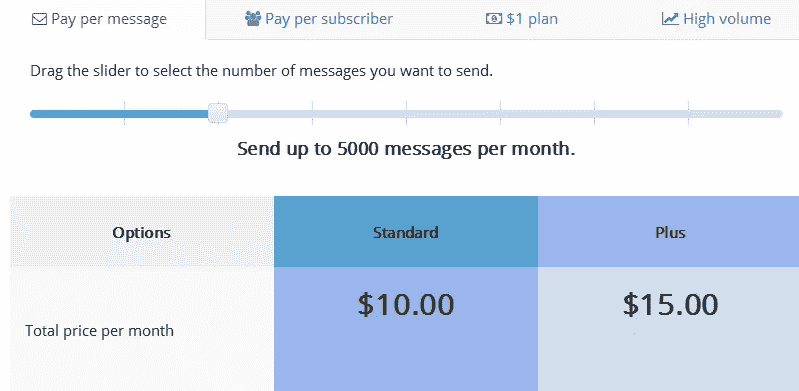 Pay per message
Pay per subscriber
$1 plan
High volume
Drag the slider to select the number of messages you want to send.
Send up to 5000 messages per month.
Options
Standard
Plus
Total price per month
$10.00
$15.00